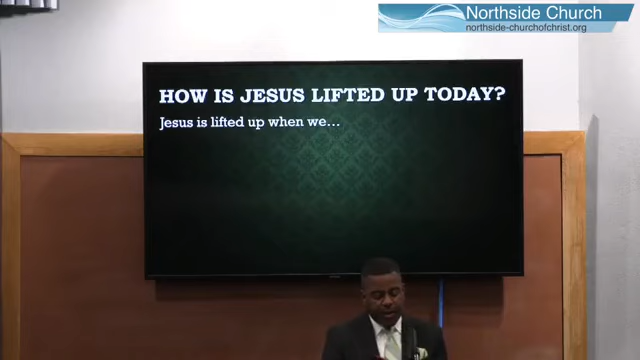 Northside Church
northside-churchofchrist.org
HOW IS JESUS LIFTED UP TODAY?
Jesus is lifted up when we...